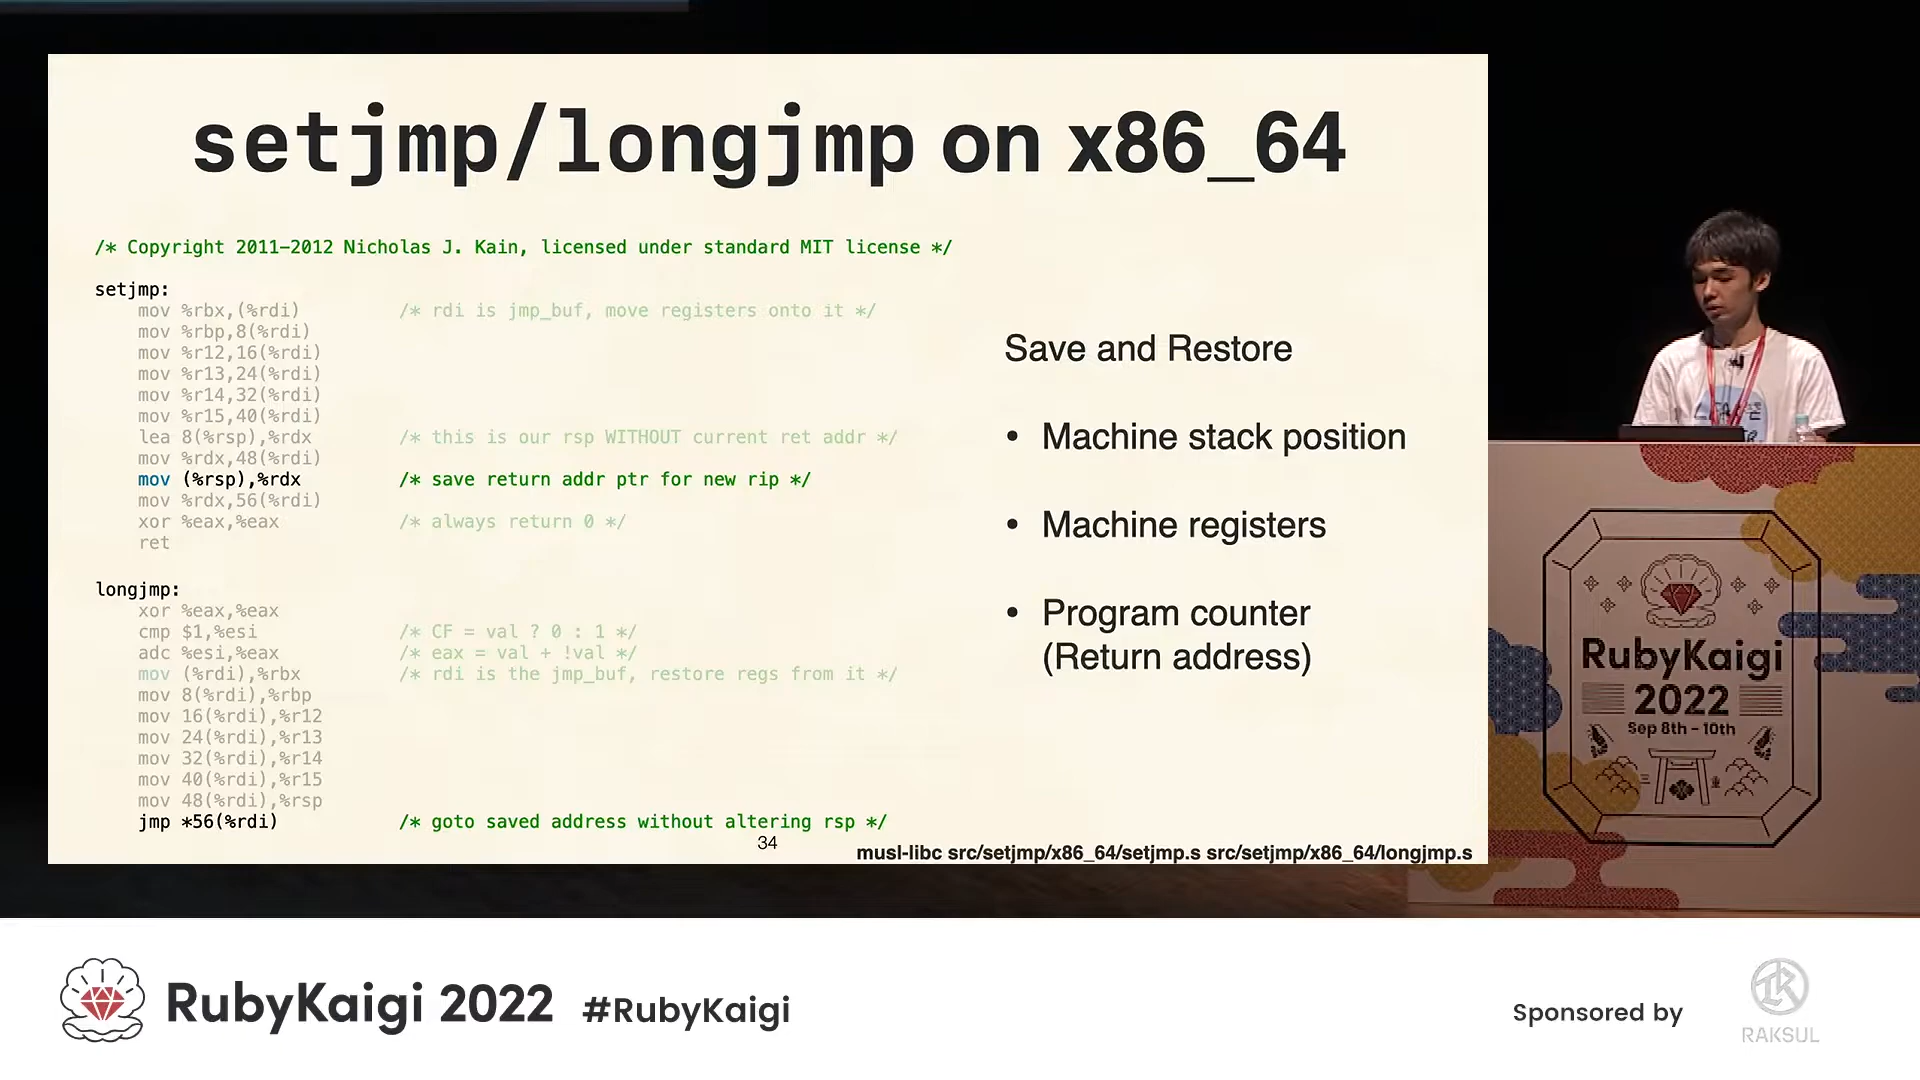 setjmp/longjmp on x86_64
/* Copyright 2011-2012 Nicholas J. Kain, licensed under standard MIT license */
setjmp:
mov %rbx,(%rdi) /* rdi is jmp_buf, move registers onto it */
mov %rbp,8(%rdi)
mov %r12,16(%rdi)
mov %r13,24(%rdi)
mov %r14,32(%rdi)
mov %r15,40(%rdi)
lea 8(%rsp),%rdx /* this is our rsp WITHOUT current ret addr */
mov %rdx,48(%rdi)
mov (%rsp),%rdx /* save return addr ptr for new rip */
mov %rdx,56(%rdi)
xor %eax,%eax /* always return 0 */
ret
longjmp:
xor %eax,%eax
cmp $1,%esi /* CF = val ? 0 : 1 */
adc %esi,%eax /* eax = val + !val */
mov (%rdi),%rbx /* rdi is the jmp_buf, restore regs from it */
mov 8(%rdi),%rbp
mov 16(%rdi),%r12
mov 24(%rdi),%r13
mov 32(%rdi),%r14
mov 40(%rdi),%r15
mov 48(%rdi),%rsp
jmp *56(%rdi) /* goto saved address without altering rsp */
Save and Restore
• Machine stack position
• Machine registers
• Program counter
(Return address)
34
musl-libc src/setjmp/x86_64/setjmp.s src/setjmp/x86_64/longjmp.s
RubyKaigi
2022
Sep 8th - 10th
RubyKaigi 2022 #RubyKaigi
Sponsored by
RAKSUL